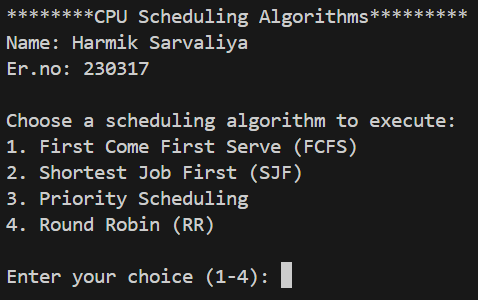 ********CPU Scheduling Algorithms*********
Name: Harmik Sarvaliya
Er.no: 230317
Choose a scheduling algorithm to execute:
1. First Come First Serve (FCFS)
2. Shortest Job First (SJF)
3. Priority Scheduling
4. Round Robin (RR)
Enter your choice (1-4):